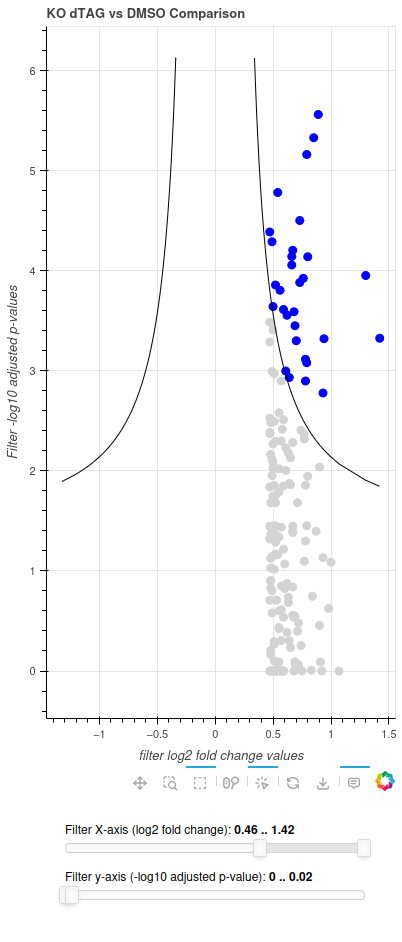 KO dTAG vs DMSO Comparison
Filter -log10 adjusted p-values
6
5
4
3
2
1
0
−1
−0.5
0
0.5
1
1.5
filter log2 fold change values
Filter X-axis (log2 fold change): 0.46 .. 1.42
Filter y-axis (-log10 adjusted p-value): 0 .. 0.02